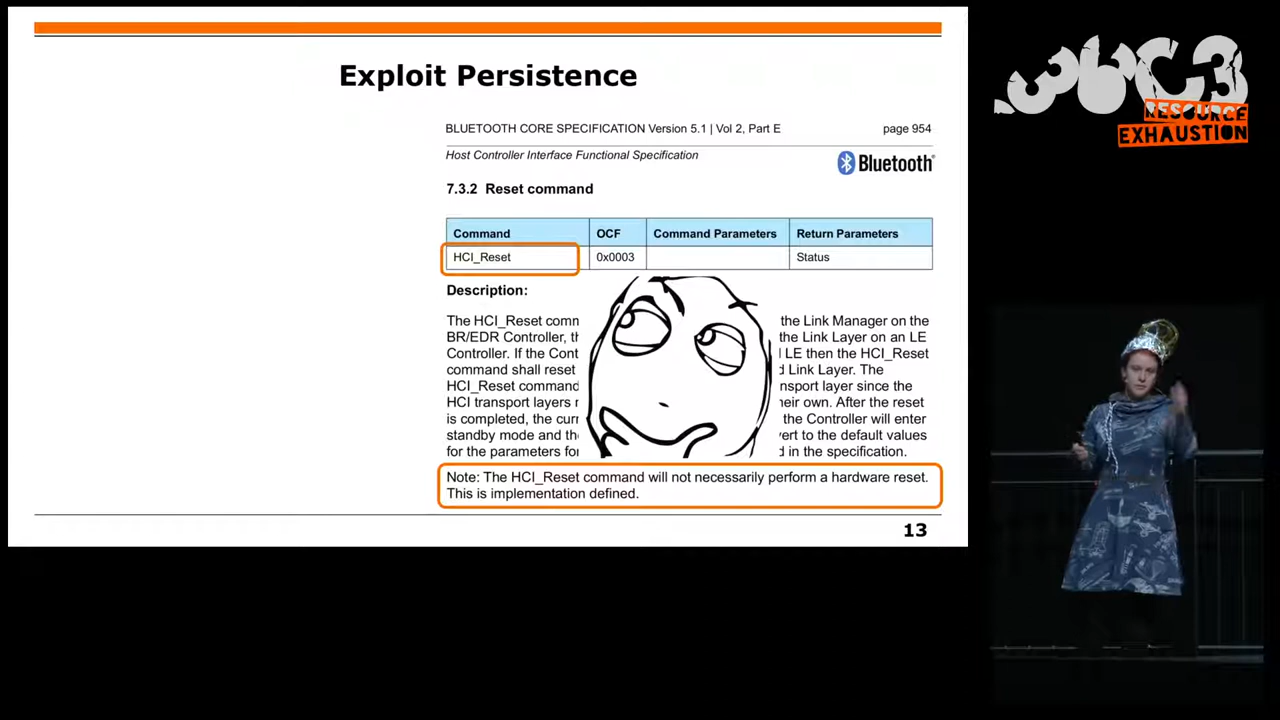 Exploit Persistence
BLUETOOTH CORE SPECIFICATION Version 5.1 | Vol 2, Part E
page 954
Host Controller Interface Functional Specification
Bluetooth®
7.3.2 Reset command
Command OCF Command Parameters Return Parameters
HCI_Reset 0x0003 Status
Description:
The HCI_Reset comm the Link Manager on the
BR/EDR Controller, th the Link Layer on an LE
Controller. If the Cont LE then the HCI_Reset
command shall reset d Link Layer. The
HCI_Reset command nsport layer since the
HCI transport layers r heir own. After the reset
is completed, the curr the Controller will enter
standby mode and the vert to the default values
for the parameters for d in the specification.
Note: The HCI_Reset command will not necessarily perform a hardware reset.
This is implementation defined.
13
36C3
RESOURCE
EXHAUSTION